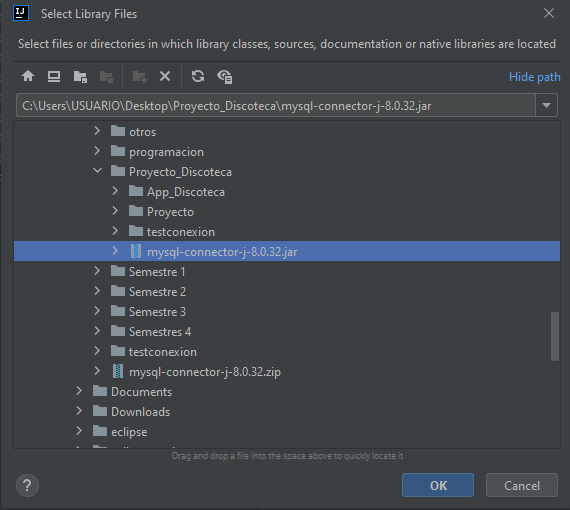 IJ
Select Library Files
Select files or directories in which library classes, sources, documentation or native libraries are located
Hide path
C:\Users\USUARIO\Desktop\Proyecto_Discoteca\mysql-connector-j-8.0.32.jar
otros
programacion
Proyecto_Discoteca
App_Discoteca
Proyecto
testconexion
mysql-connector-j-8.0.32.jar
Semestre 1
Semestre 2
Semestre 3
Semestres 4
testconexion
mysql-connector-j-8.0.32.zip
Documents
Downloads
eclipse
Drag and drop a file into the space above to quickly locate it
?
OK
Cancel